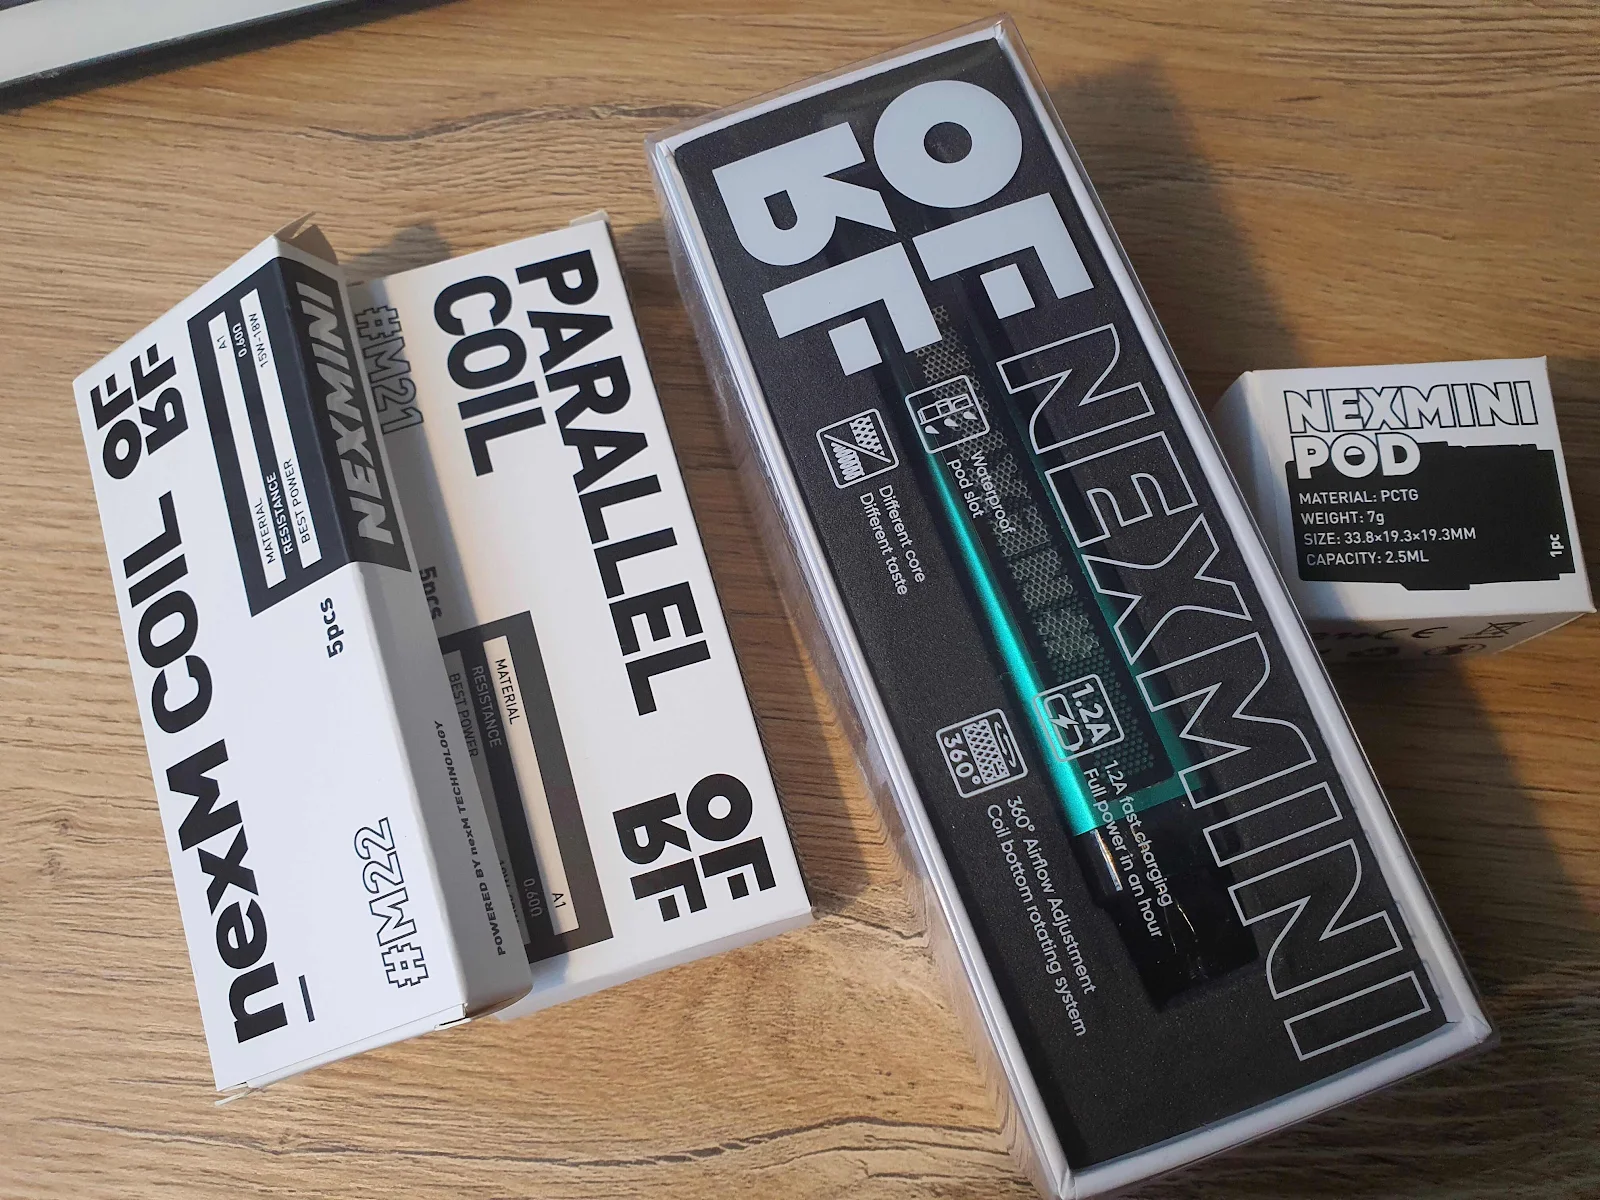 OF
RF
nexM COIL
NEXMINI
MATERIAL A1
RESISTANCE 0.60Ω
BEST POWER 15W-18W
5pcs
#M22
POWERED BY nexM TECHNOLOGY
PARALLEL
COIL
#M21
5pcs
MATERIAL A1
RESISTANCE 0.60Ω
BEST POWER
OF
RF
OF
RF
NEXMINI
Different core
Different taste
Waterproof
pod slot
360°
360° Airflow Adjustment
Coil bottom rotating system
1.2A
1.2A fast charging
Full power in an hour
NEXMINI
POD
MATERIAL: PCTG
WEIGHT: 7g
SIZE: 33.8×19.3×19.3MM
CAPACITY: 2.5ML
1pc
CE